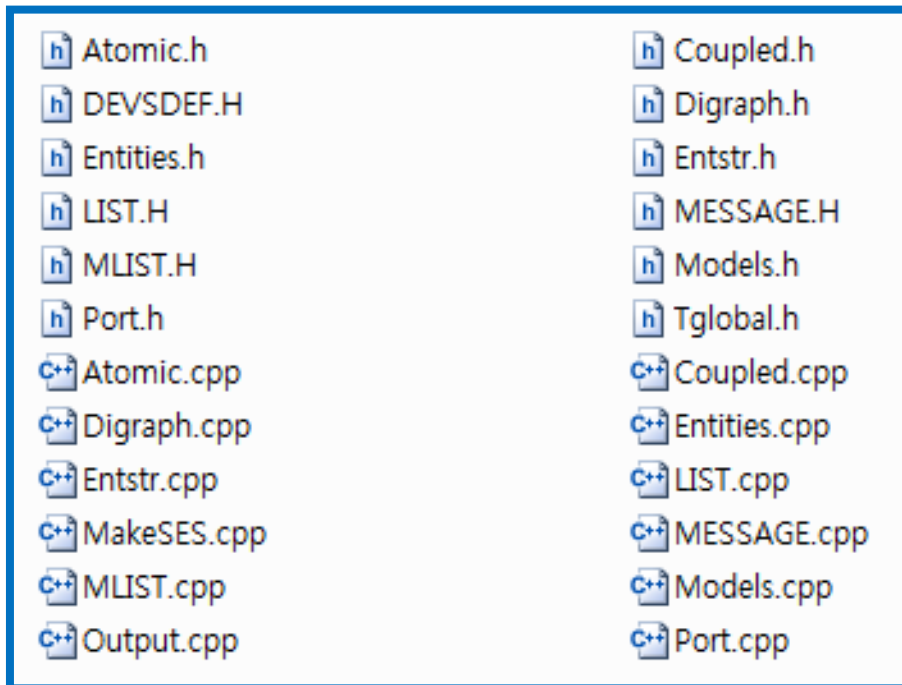 Atomic.h Coupled.h
DEVSDEF.H Digraph.h
Entities.h Entstr.h
LIST.H MESSAGE.H
MLIST.H Models.h
Port.h Tglobal.h
Atomic.cpp Coupled.cpp
Digraph.cpp Entities.cpp
Entstr.cpp LIST.cpp
MakeSES.cpp MESSAGE.cpp
MLIST.cpp Models.cpp
Output.cpp Port.cpp